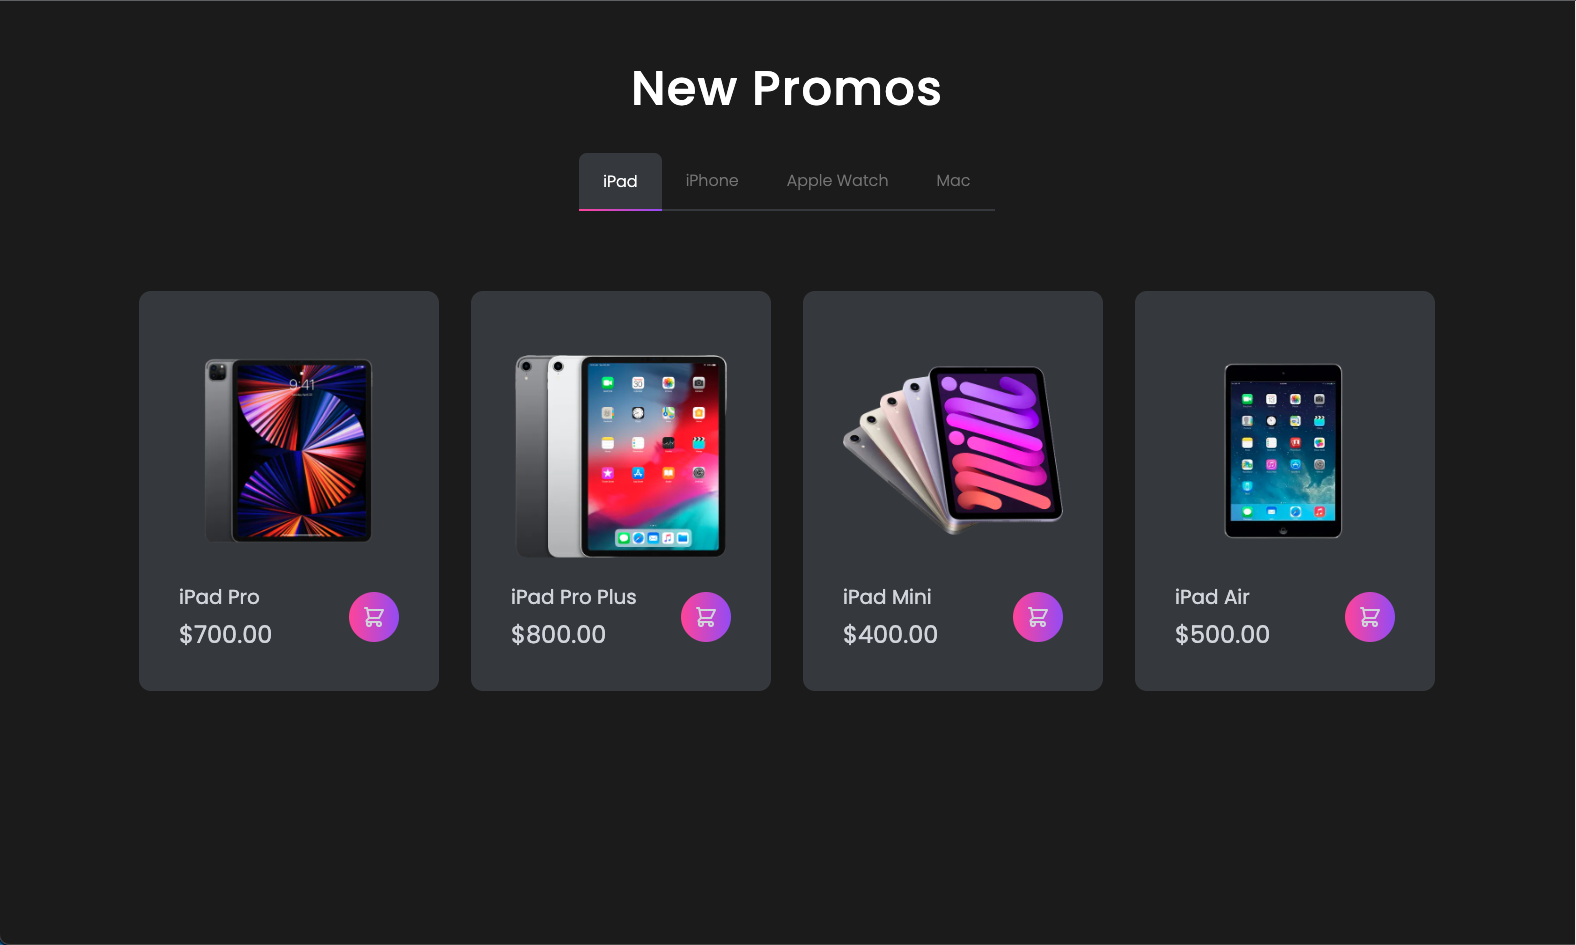 New Promos
iPad iPhone Apple Watch Mac
9:41
iPad Pro
$700.00
iPad Pro Plus
$800.00
iPad Mini
$400.00
iPad Air
$500.00